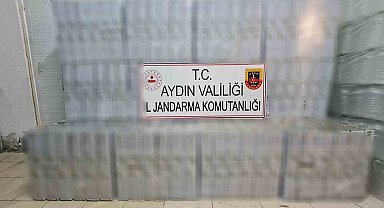 T.C.
AYDIN VALİLİĞİ
İL JANDARMA KOMUTANLIĞI